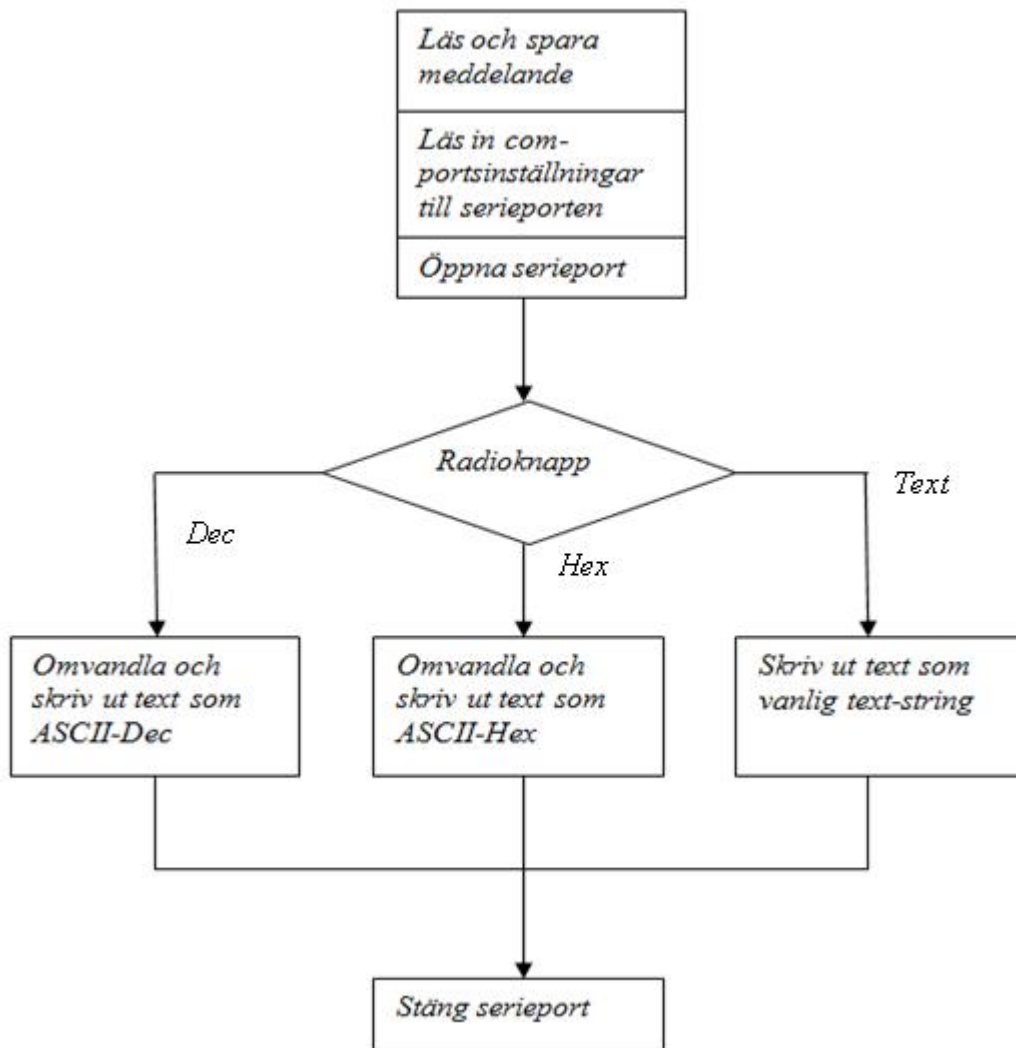 Läs och spara
meddelande
Läs in com-
portsinställningar
till serieporten
Öppna serieport
Radioknapp
Text
Dec
Hex
Omvandla och
skriv ut text som
ASCII-Dec
Omvandla och
skriv ut text som
ASCII-Hex
Skriv ut text som
vanlig text-string
Stäng serieport